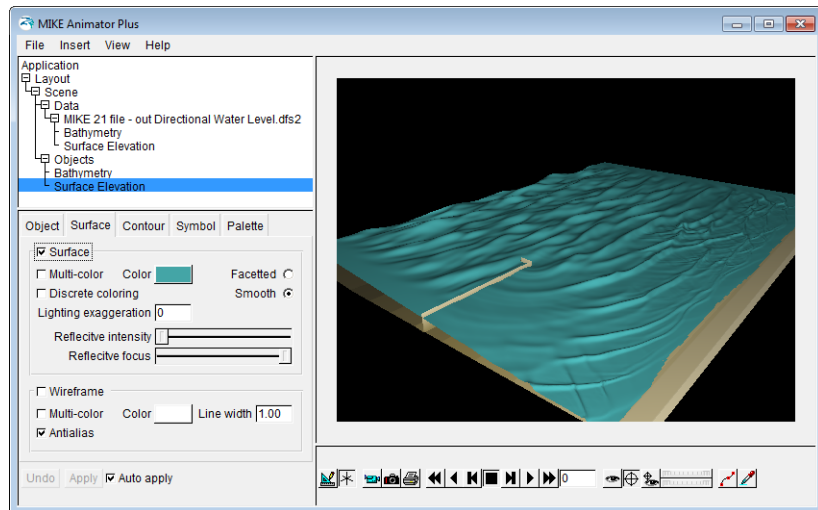 MIKE Animator Plus
File Insert View Help
Application
Layout
Scene
Data
MIKE 21 file - out Directional Water Level.dfs2
Bathymetry
Surface Elevation
Objects
Bathymetry
Surface Elevation
Object Surface Contour Symbol Palette
Surface
Multi-color Color Facetted
Discrete coloring Smooth
Lighting exaggeration 0
Reflecitve intensity
Reflecitve focus
Wireframe
Multi-color Color Line width 1.00
Antialias
Undo Apply Auto apply
0